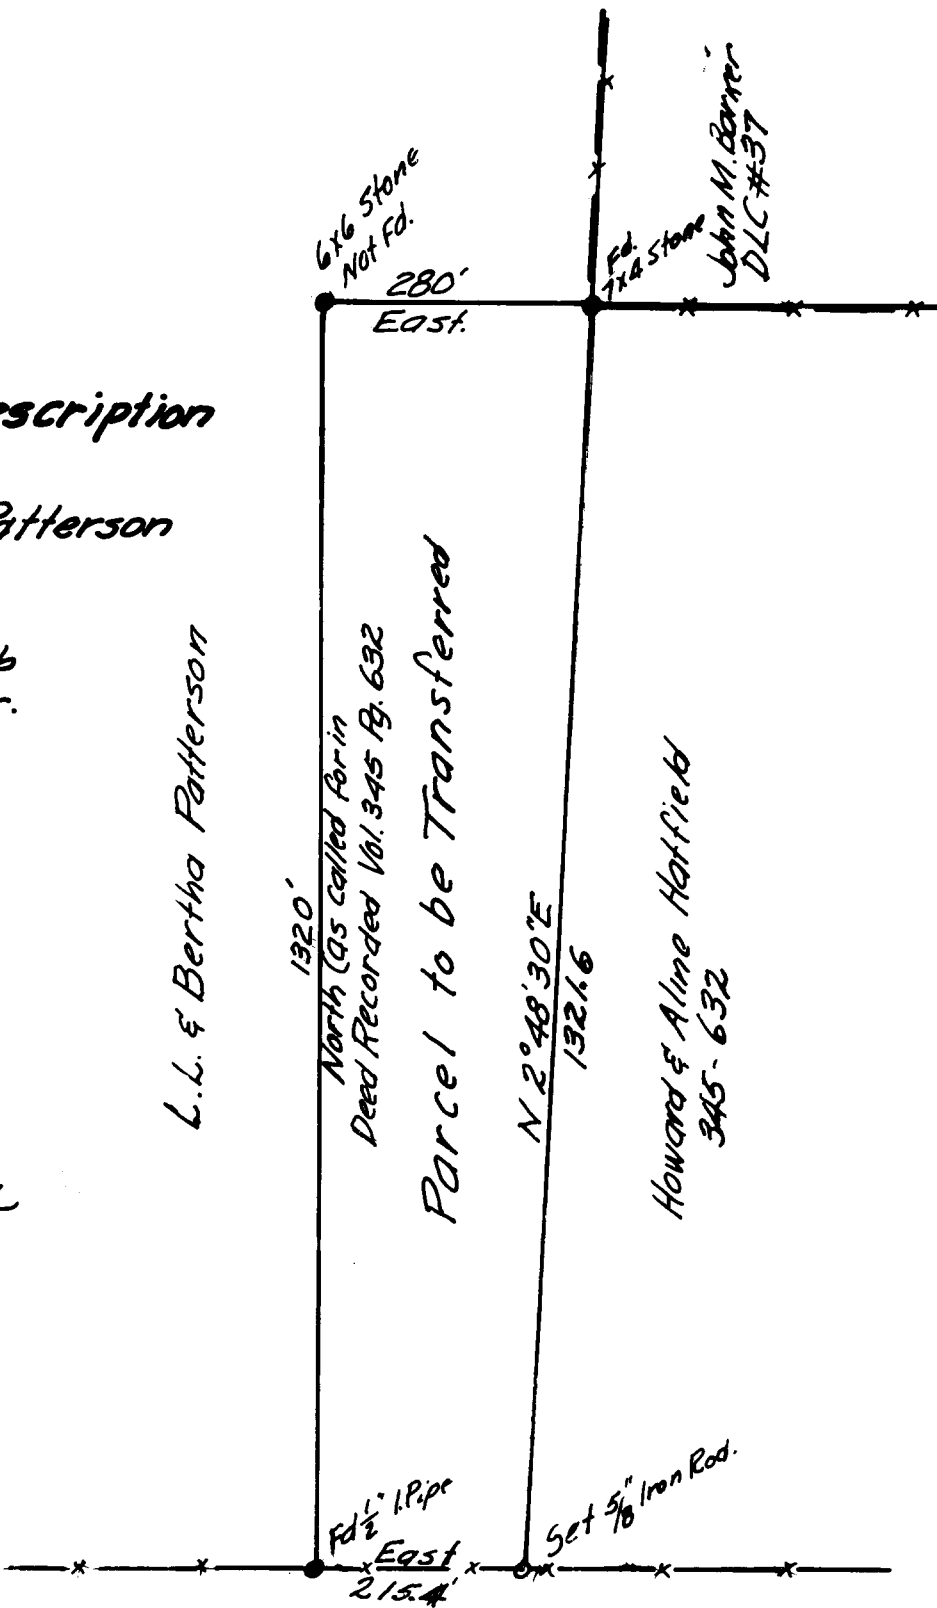 John M. Barker
DLC #37
6x6 Stone
Not Fd.
Fd.
7x4 Stone
280'
East.
escription
Patterson
L.L. & Bertha Patterson
1320'
North (as called for in
Deed Recorded Vol. 345 Pg. 632
Parcel to be Transferred
N 2°48'30"E
1321.6
Howard & Aline Hatfield
345-632
Fd 1/2" I.Pipe
Set 5/8" Iron Rod.
East
215.4'